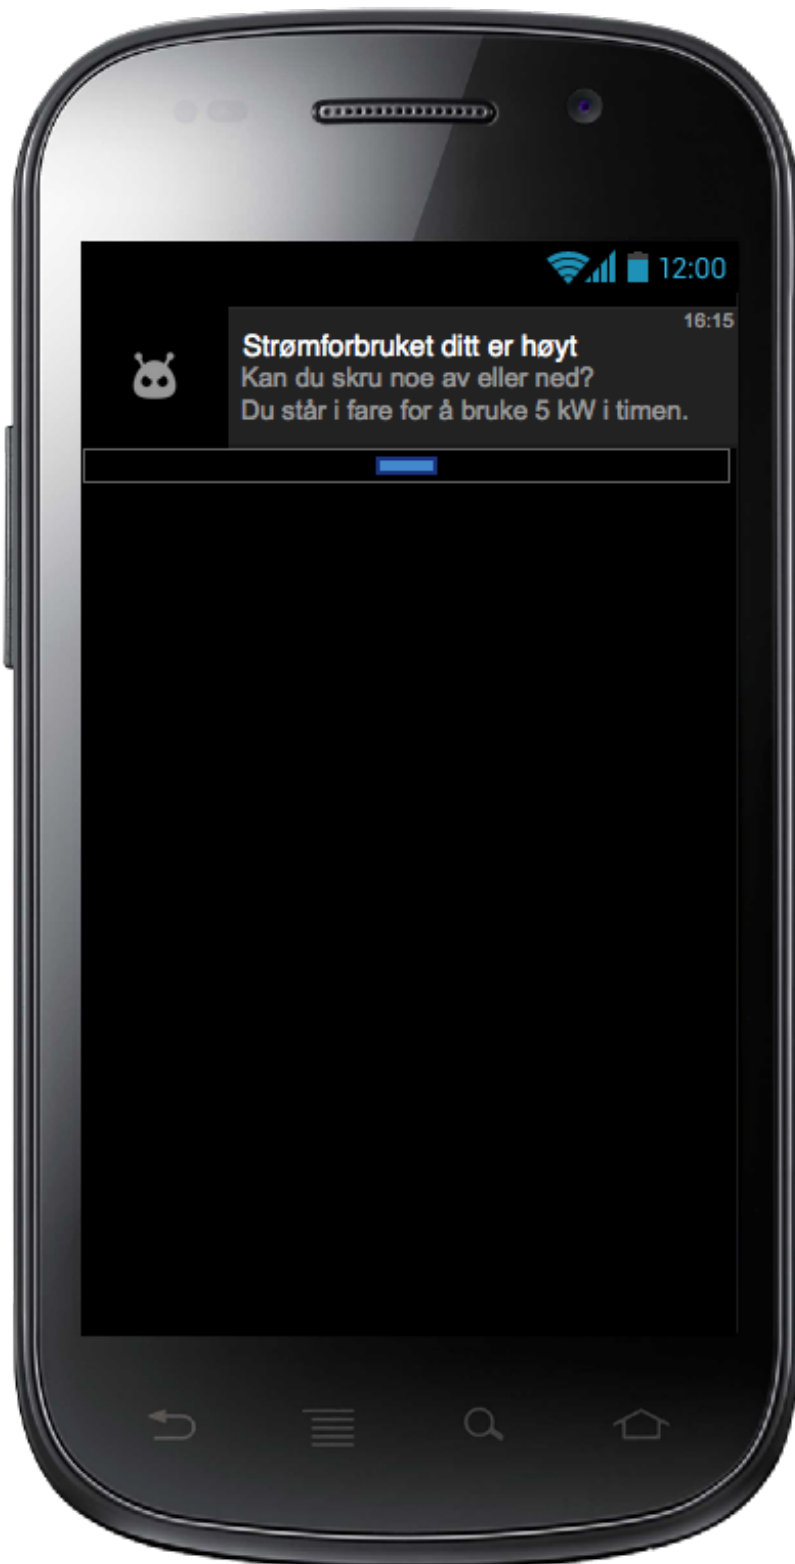 12:00
16:15
Strømforbruket ditt er høyt
Kan du skru noe av eller ned?
Du står i fare for å bruke 5 kW i timen.